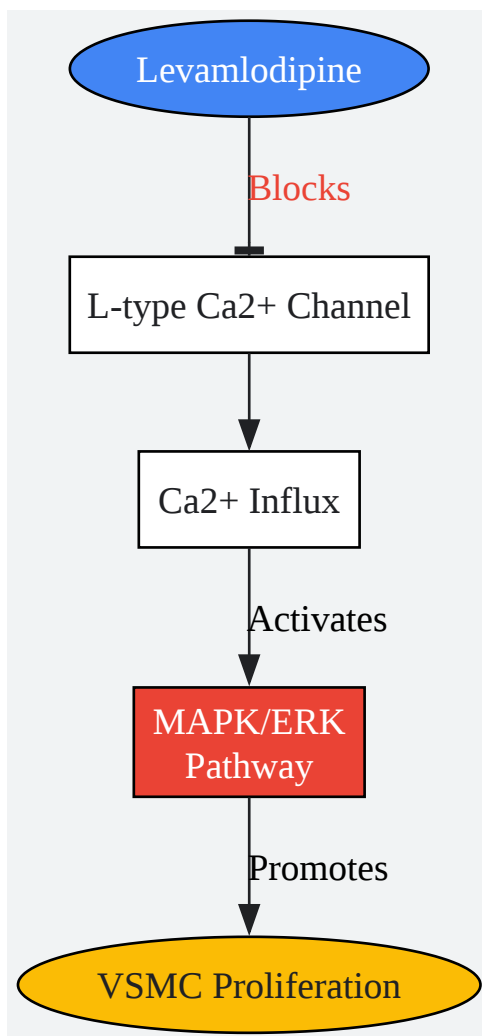 Levamlodipine
Blocks
L-type Ca2+ Channel
Ca2+ Influx
Activates
MAPK/ERK
Pathway
Promotes
VSMC Proliferation